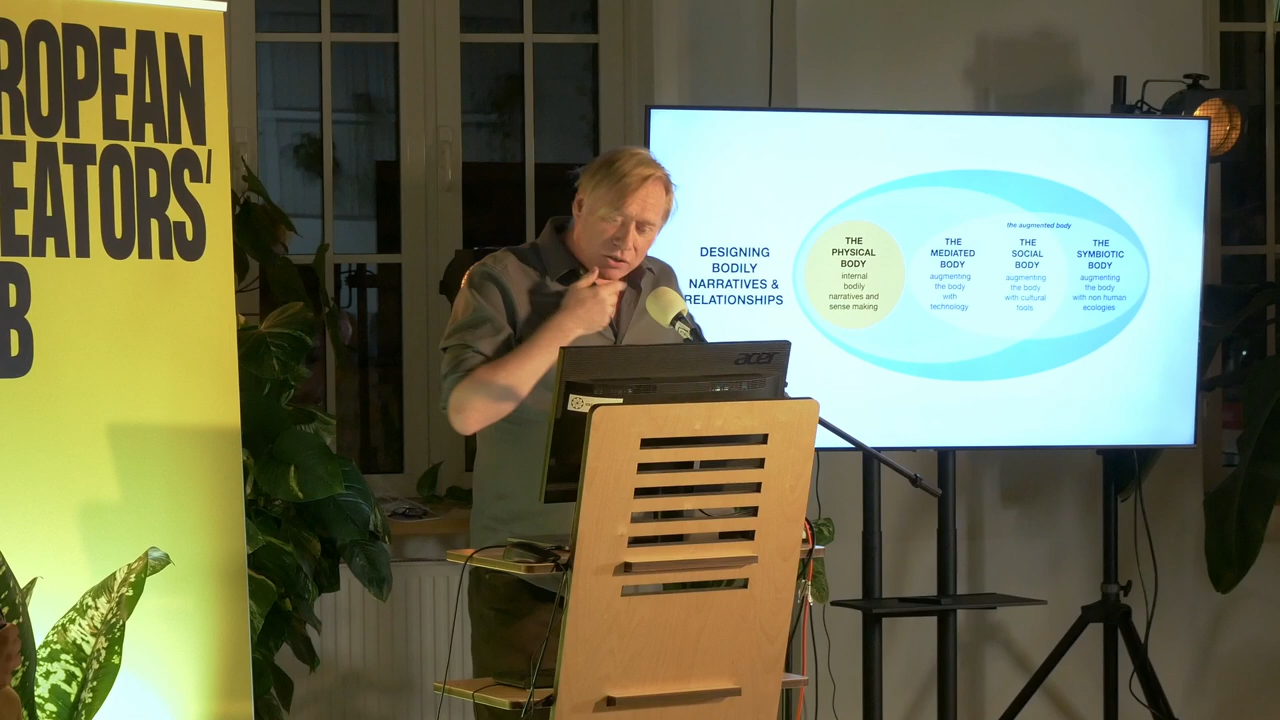 ROPEAN
EATORS'
B
acer
DESIGNING
BODILY
NARRATIVES &
RELATIONSHIPS
the augmented body
THE
PHYSICAL
BODY
internal
bodily
narratives and
sense making
THE
MEDIATED
BODY
augmenting
the body
with
technology
THE
SOCIAL
BODY
augmenting
the body
with cultural
tools
THE
SYMBIOTIC
BODY
augmenting
the body
with non human
ecologies